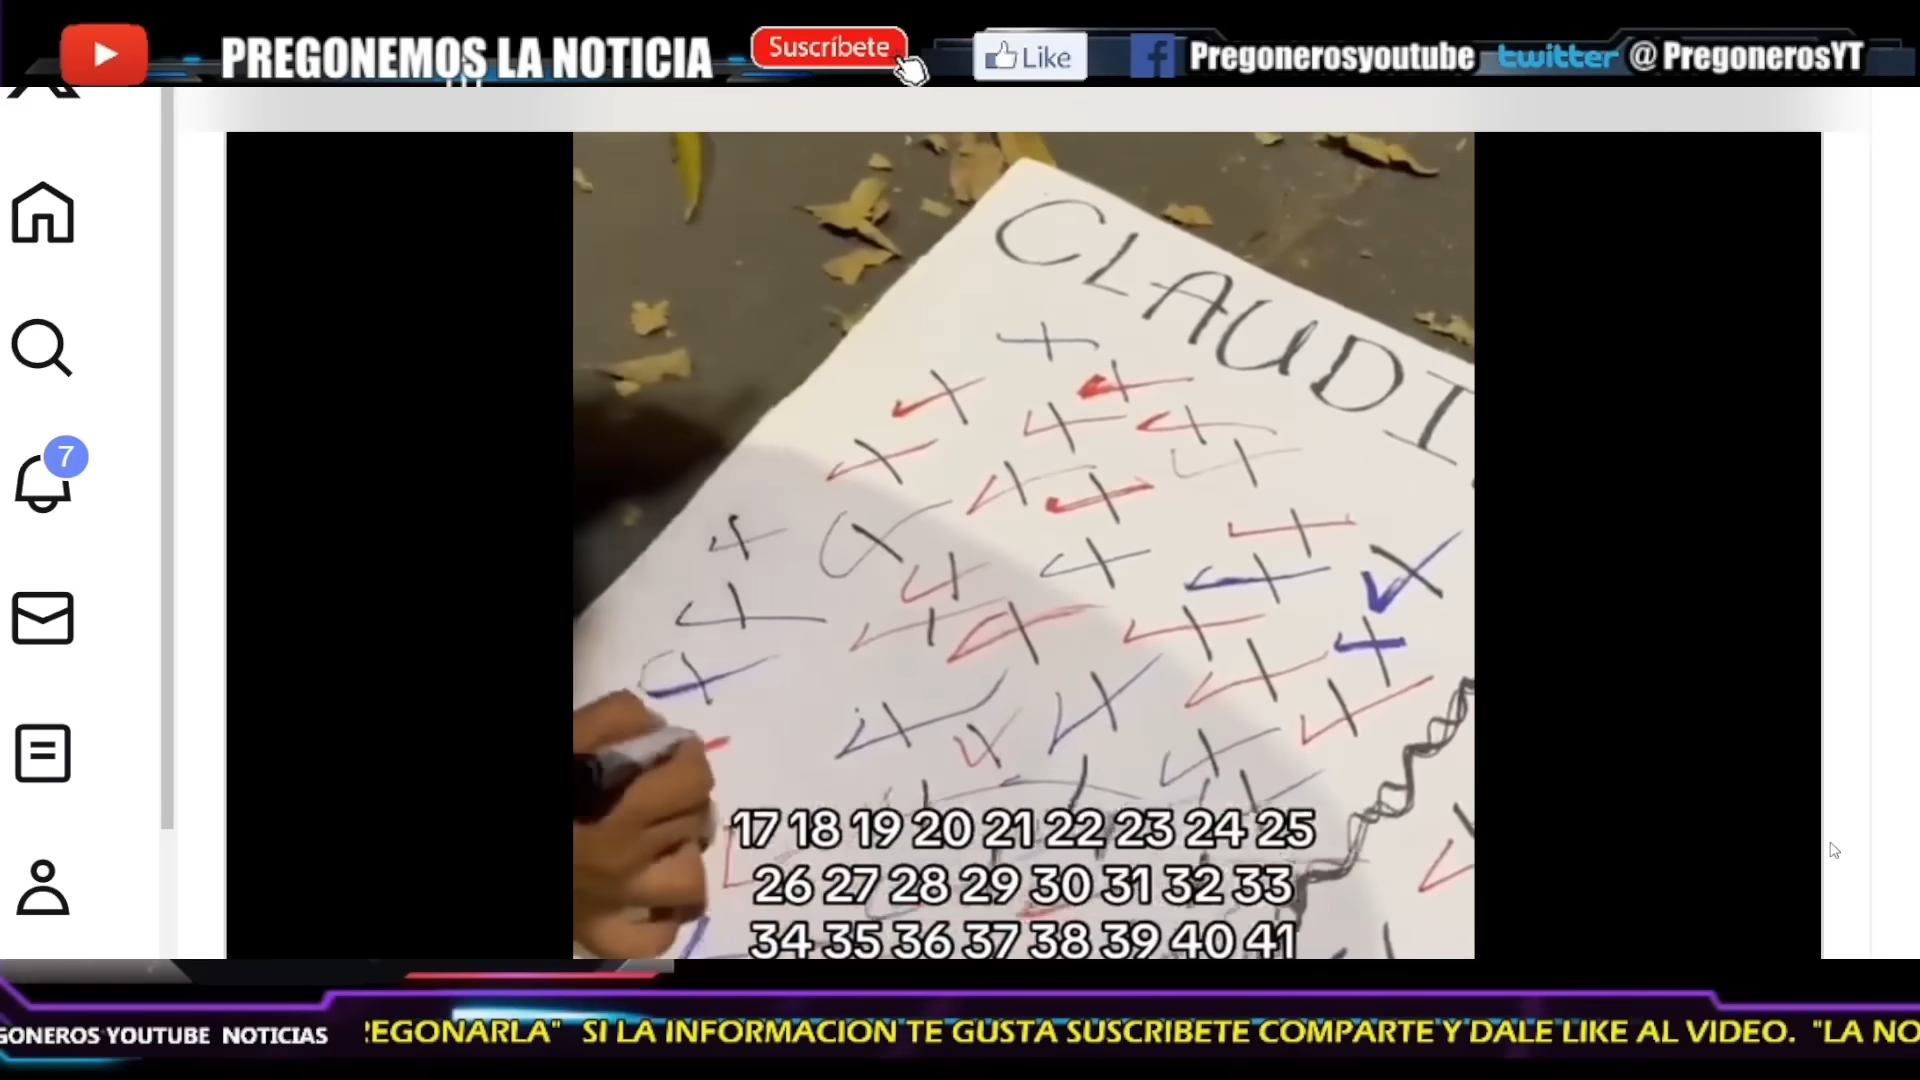 PREGONEMOS LA NOTICIA
Suscríbete
Like
Pregonerosyoutube
twitter @PregonerosYT
7
CLAUDI
17 18 19 20 21 22 23 24 25
26 27 28 29 30 31 32 33
34 35 36 37 38 39 40 41
GONEROS YOUTUBE NOTICIAS
REGONARLA" SI LA INFORMACION TE GUSTA SUSCRIBETE COMPARTE Y DALE LIKE AL VIDEO. "LA NO